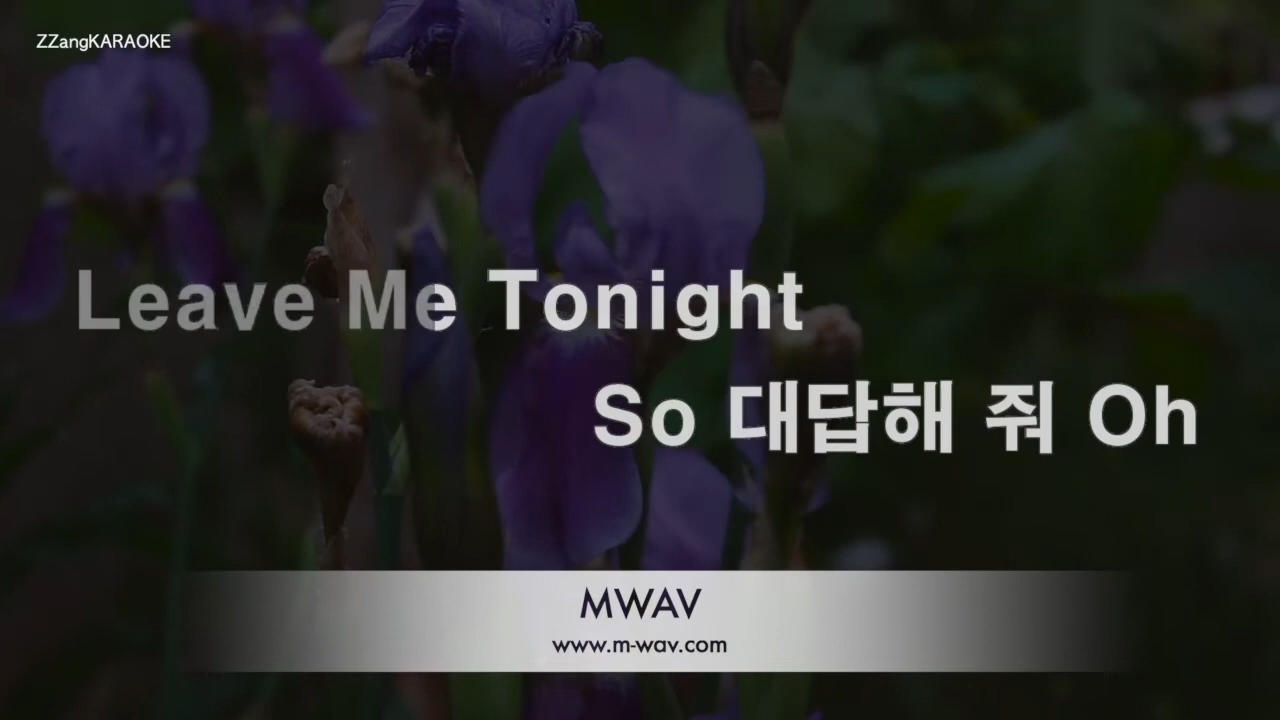 ZZangKARAOKE
Leave Me Tonight
So 대답해 줘 Oh
MWAV
www.m-wav.com